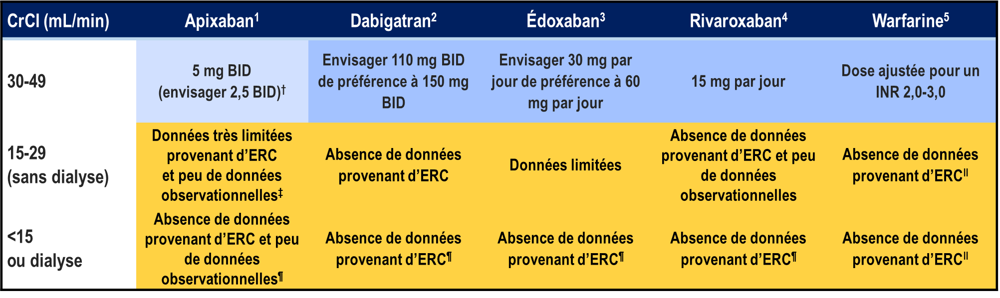 CrCl (mL/min)
Apixaban¹
Dabigatran²
Édoxaban³
Rivaroxaban⁴
Warfarine⁵
30-49
5 mg BID
(envisager 2,5 BID)†
Envisager 110 mg BID
de préférence à 150 mg
BID
Envisager 30 mg par
jour de préférence à 60
mg par jour
15 mg par jour
Dose ajustée pour un
INR 2,0-3,0
15-29
(sans dialyse)
Données très limitées
provenant d’ERC
et peu de données
observationnelles‡
Absence de données
provenant d’ERC
Données limitées
Absence de données
provenant d’ERC et peu
de données
observationnelles
Absence de données
provenant d’ERC||
<15
ou dialyse
Absence de données
provenant d’ERC et peu
de données
observationnelles¶
Absence de données
provenant d’ERC¶
Absence de données
provenant d’ERC¶
Absence de données
provenant d’ERC¶
Absence de données
provenant d’ERC||